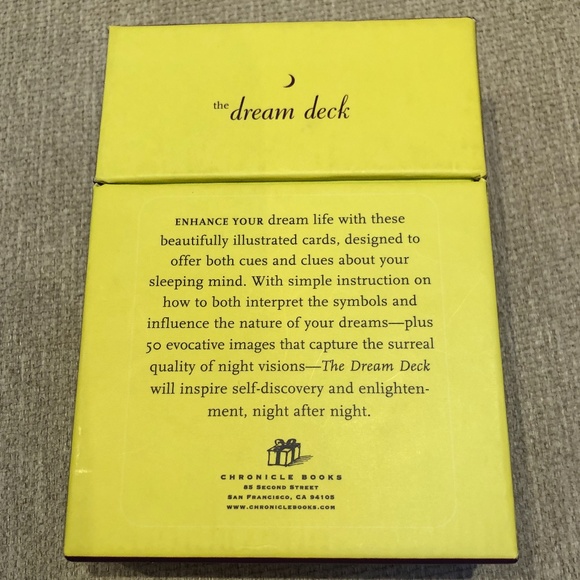 the dream deck
ENHANCE YOUR dream life with these
beautifully illustrated cards, designed to
offer both cues and clues about your
sleeping mind. With simple instruction on
how to both interpret the symbols and
influence the nature of your dreams—plus
50 evocative images that capture the surreal
quality of night visions—The Dream Deck
will inspire self-discovery and enlighten-
ment, night after night.
CHRONICLE BOOKS
85 SECOND STREET
SAN FRANCISCO, CA 94105
WWW.CHRONICLEBOOKS.COM